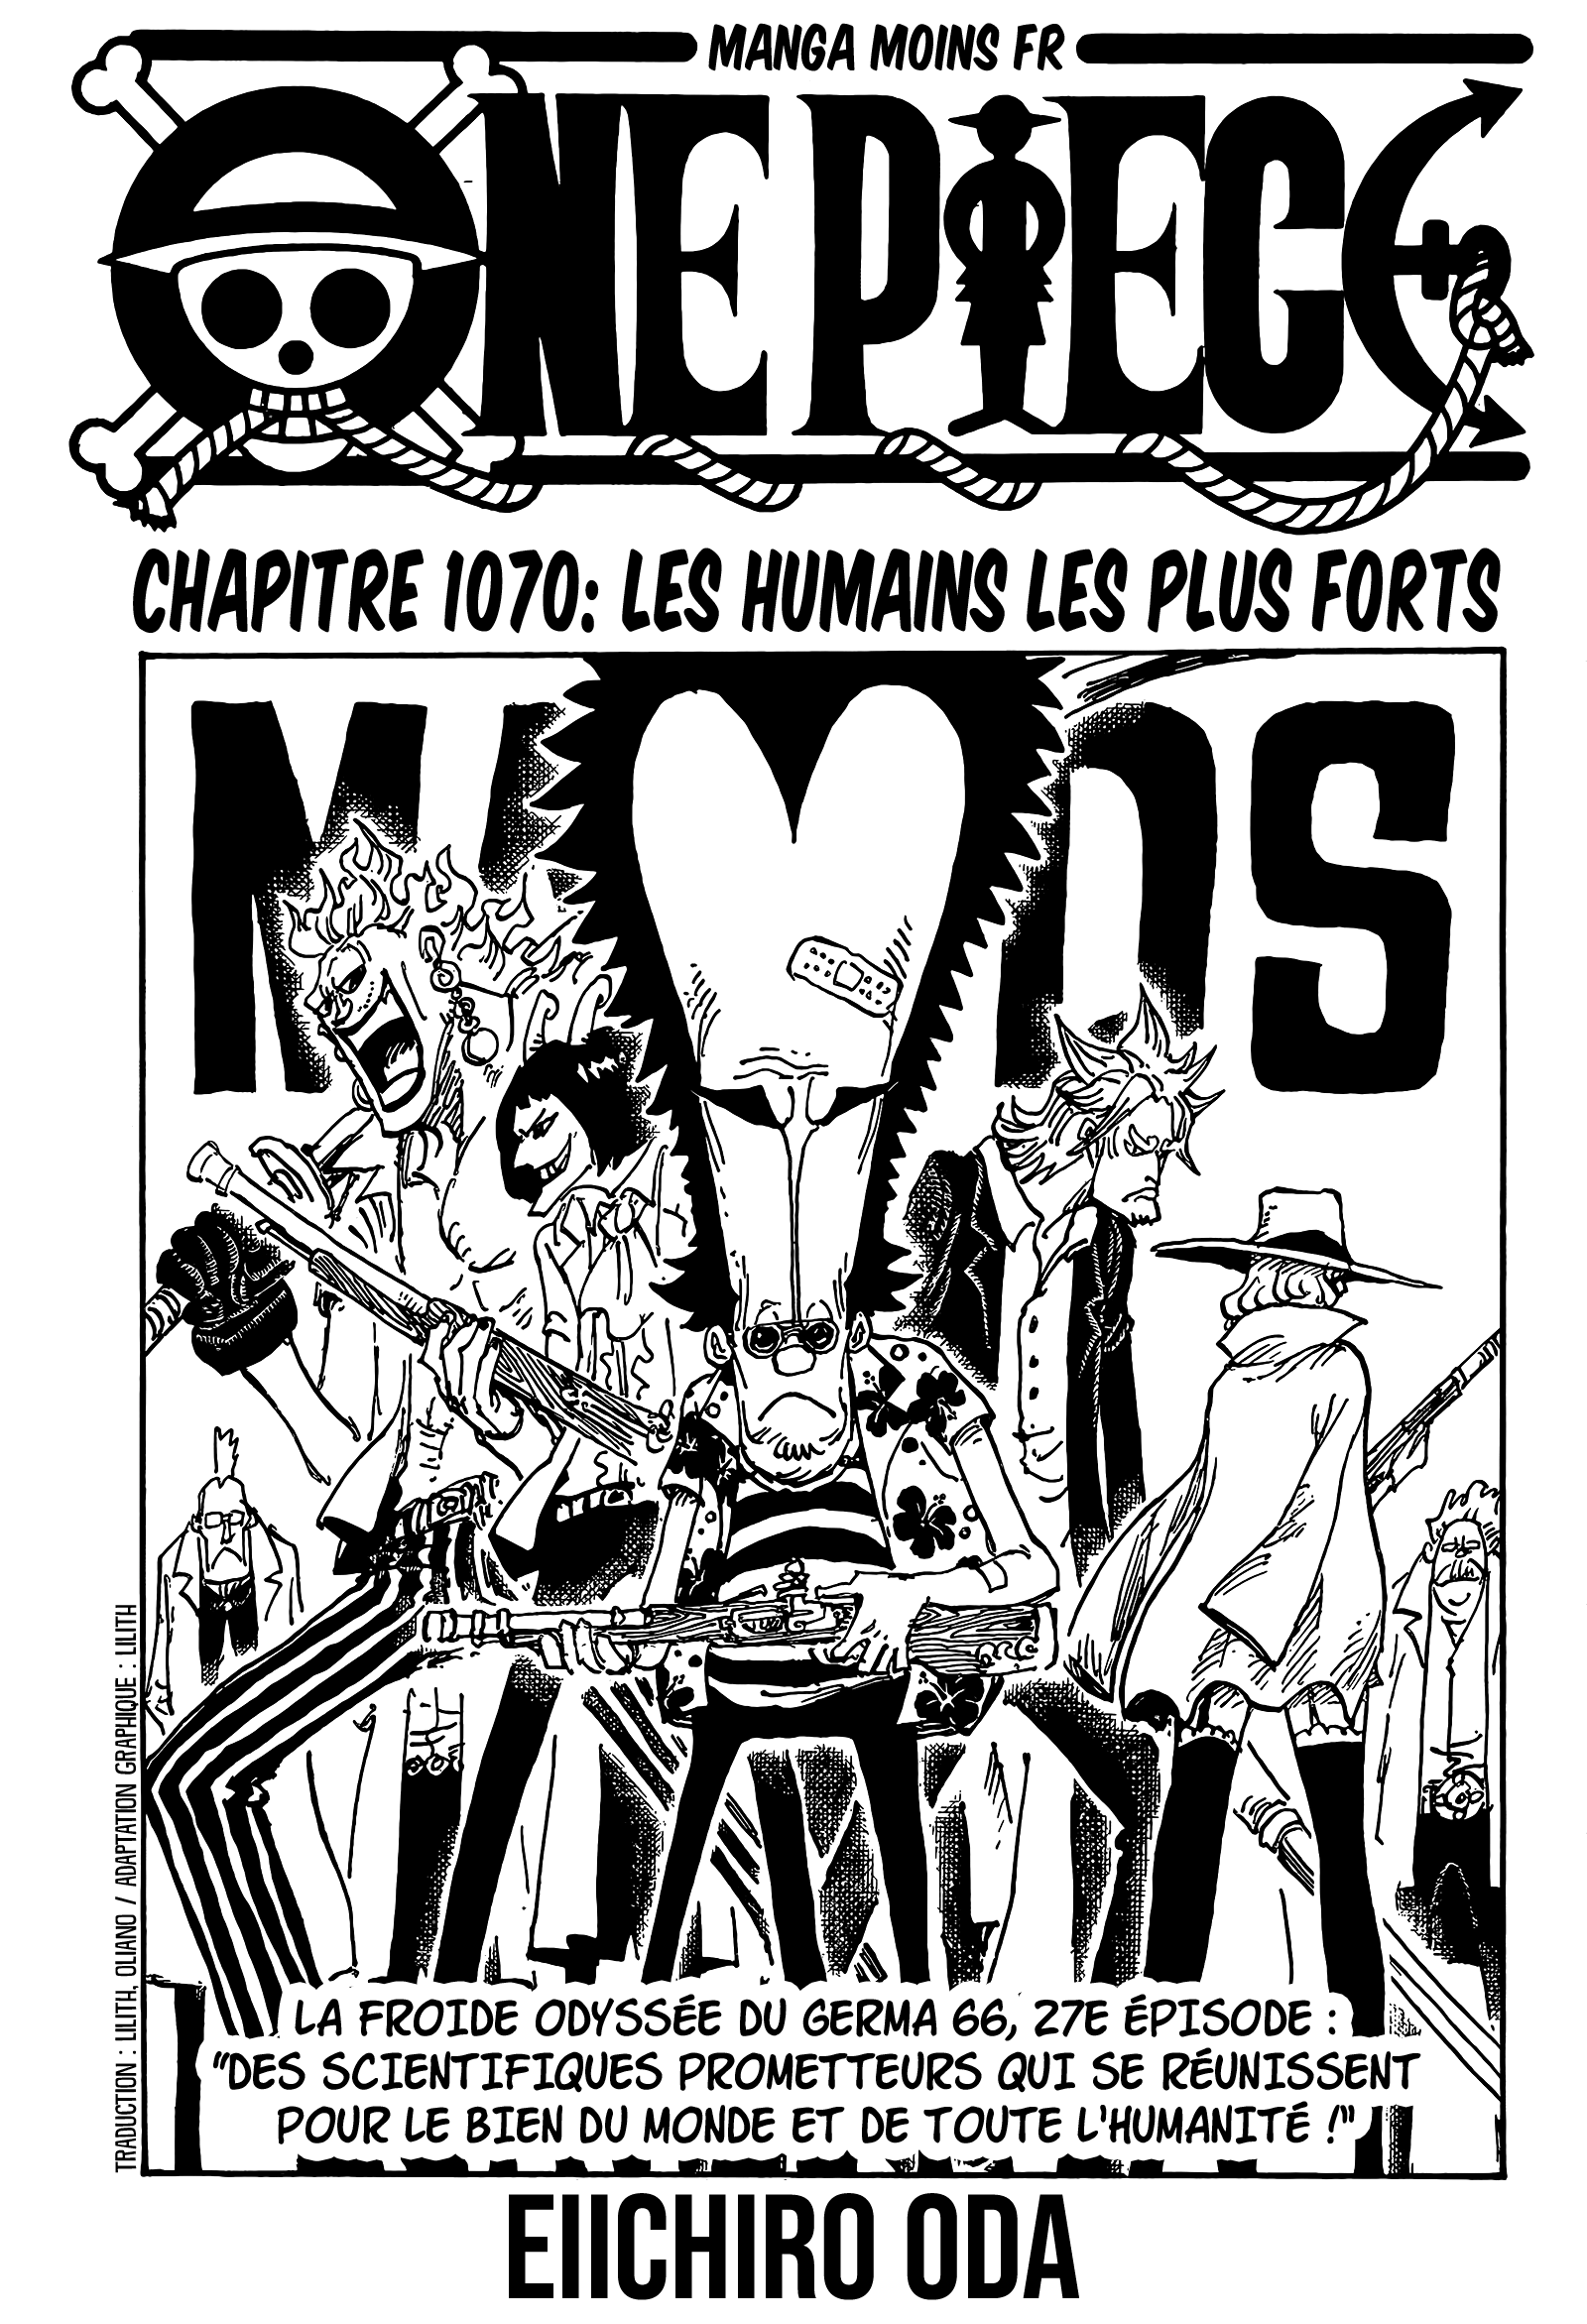 MANGA MOINS FR
ONE PIECE
CHAPITRE 1070: LES HUMAINS LES PLUS FORTS
MADS
TRADUCTION : LILITH, OLIANO / ADAPTATION GRAPHIQUE : LILITH
LA FROIDE ODYSSÉE DU GERMA 66, 27E ÉPISODE :
"DES SCIENTIFIQUES PROMETTEURS QUI SE RÉUNISSENT
POUR LE BIEN DU MONDE ET DE TOUTE L'HUMANITÉ !"
EIICHIRO ODA